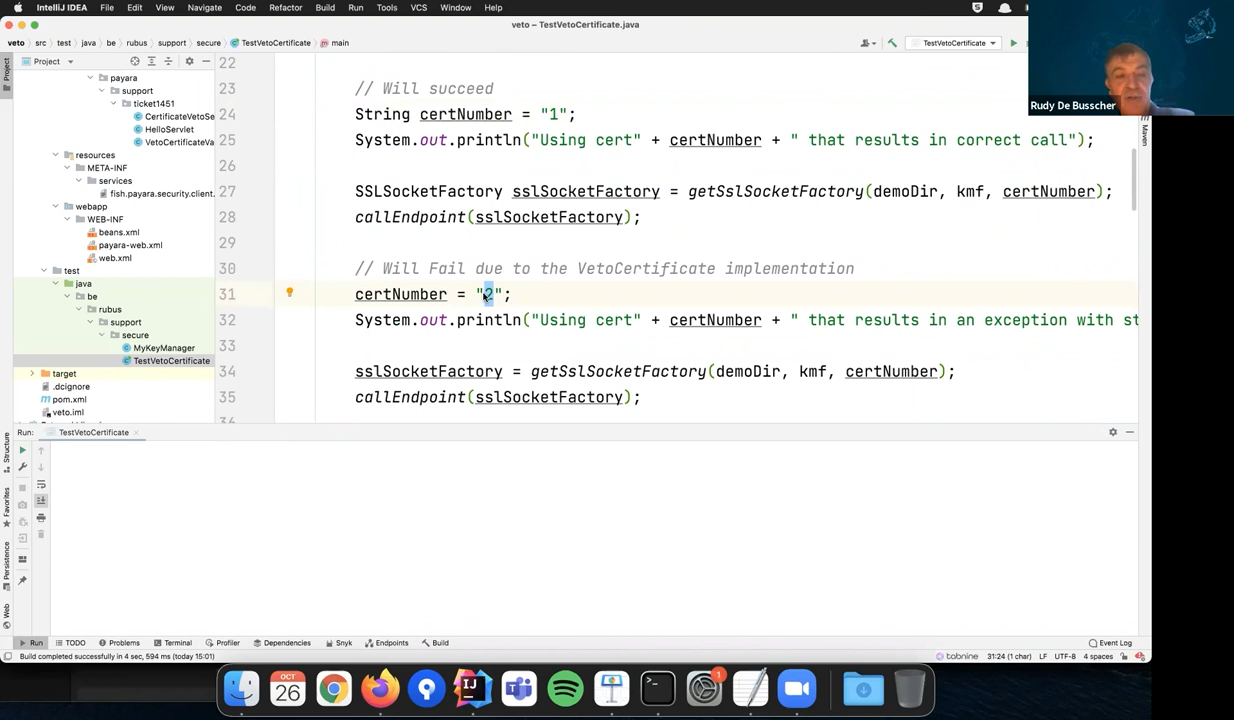 IntelliJ IDEA File Edit View Navigate Code Refactor Build Run Tools VCS Window Help
veto – TestVetoCertificate.java
veto src test java be rubus support secure TestVetoCertificate main
TestVetoCertificate
Rudy De Busscher
Project
Project
payara
support
ticket1451
CertificateVetoSe
HelloServlet
VetoCertificateVa
resources
META-INF
services
fish.payara.security.client.
webapp
WEB-INF
beans.xml
payara-web.xml
web.xml
test
java
be
rubus
support
secure
MyKeyManager
TestVetoCertificate
target
.dcignore
pom.xml
veto.iml
22
23 // Will succeed
24 String certNumber = "1";
25 System.out.println("Using cert" + certNumber + " that results in correct call");
26
27 SSLSocketFactory sslSocketFactory = getSslSocketFactory(demoDir, kmf, certNumber);
28 callEndpoint(sslSocketFactory);
29
30 // Will Fail due to the VetoCertificate implementation
31 certNumber = "2";
32 System.out.println("Using cert" + certNumber + " that results in an exception with st
33
34 sslSocketFactory = getSslSocketFactory(demoDir, kmf, certNumber);
35 callEndpoint(sslSocketFactory);
Maven
Run: TestVetoCertificate
Structure
Favorites
Persistence
Web
Run TODO Problems Terminal Profiler Dependencies Snyk Endpoints Build Event Log
Build completed successfully in 4 sec, 594 ms (today 15:01) tabnine 31:24 (1 char) LF UTF-8 4 spaces
OCT
26
1